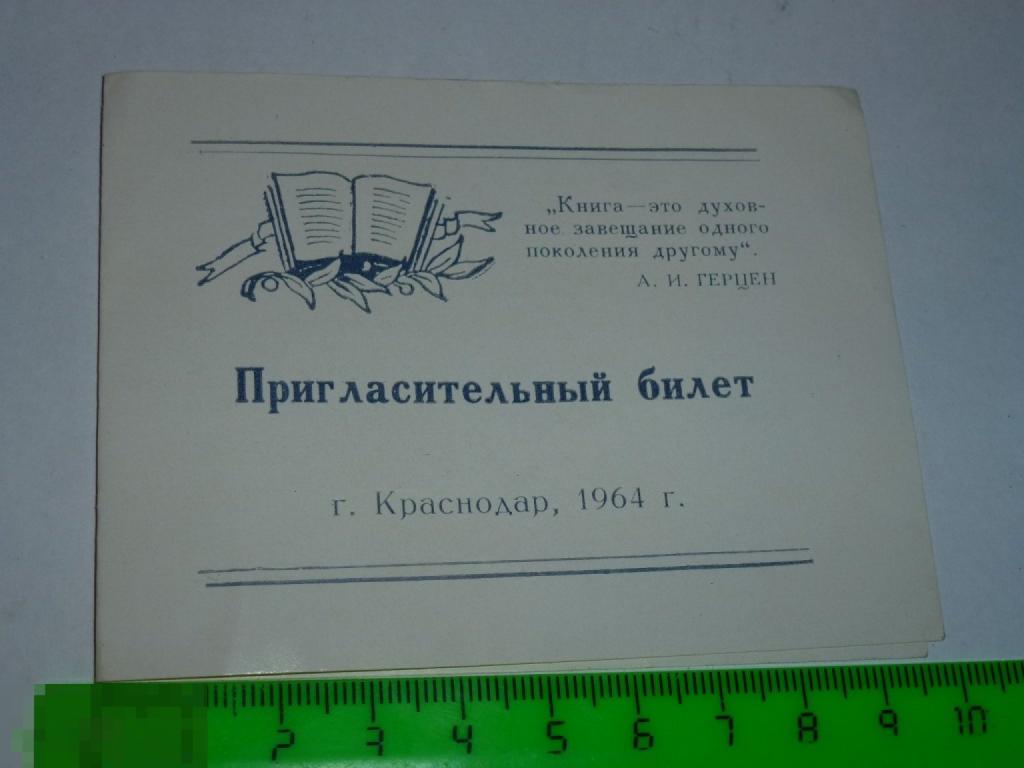 „Книга—это духов-
ное завещание одного
поколения другому“.
А. И. ГЕРЦЕН
Пригласительный билет
г. Краснодар, 1964 г.
2 3 4 5 6 7 8 9 10